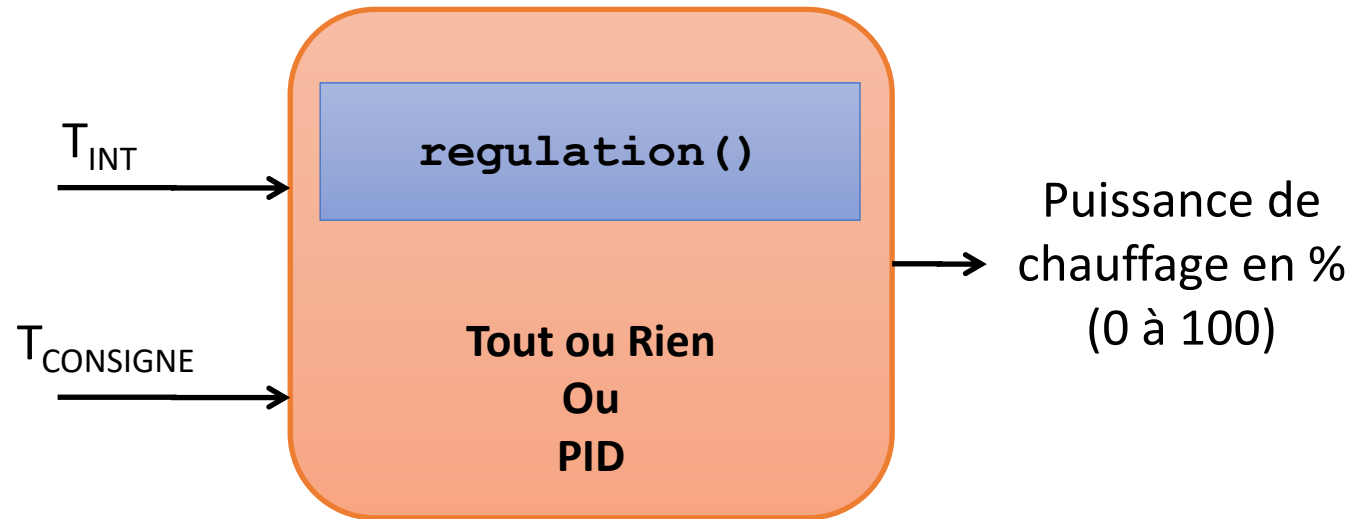 T_INT
regulation()
T_CONSIGNE
Tout ou Rien
Ou
PID
Puissance de
chauffage en %
(0 à 100)